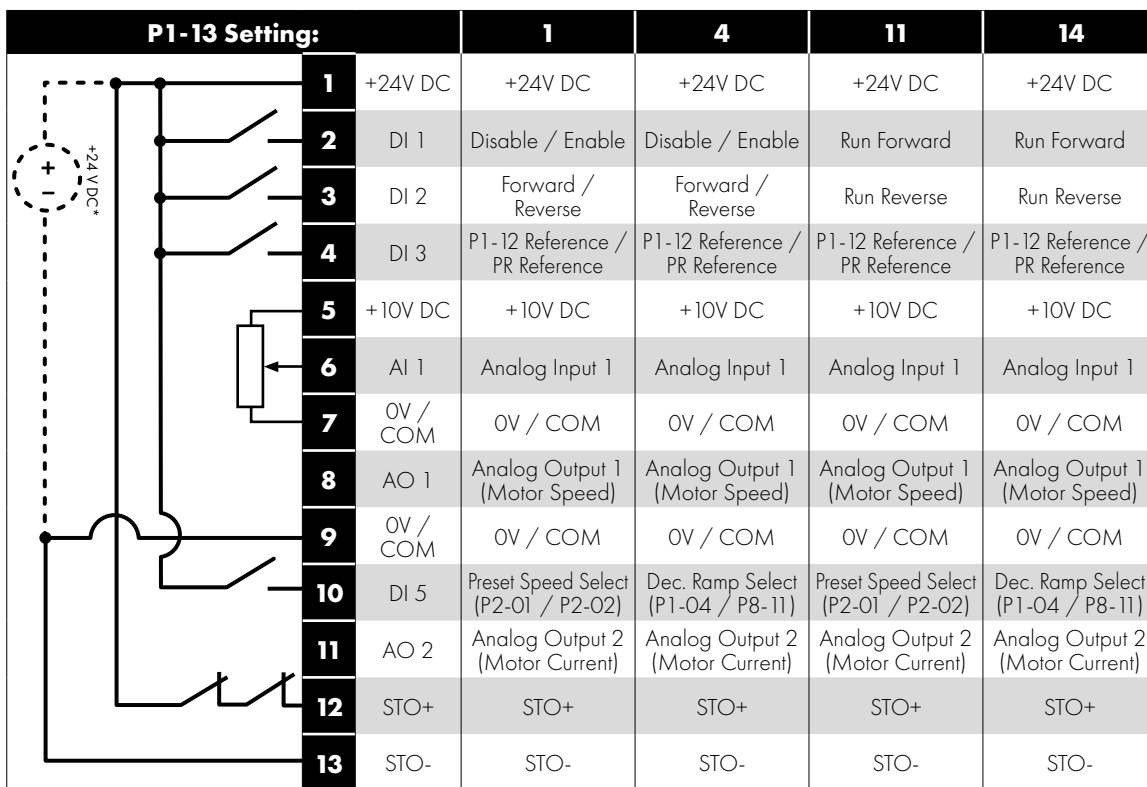 P1-13 Setting: 1 4 11 14
1 +24V DC +24V DC +24V DC +24V DC +24V DC
2 DI 1 Disable / Enable Disable / Enable Run Forward Run Forward
3 DI 2 Forward / Reverse Forward / Reverse Run Reverse Run Reverse
4 DI 3 P1-12 Reference / PR Reference P1-12 Reference / PR Reference P1-12 Reference / PR Reference P1-12 Reference / PR Reference
5 +10V DC +10V DC +10V DC +10V DC +10V DC
6 AI 1 Analog Input 1 Analog Input 1 Analog Input 1 Analog Input 1
7 0V / COM 0V / COM 0V / COM 0V / COM 0V / COM
8 AO 1 Analog Output 1 (Motor Speed) Analog Output 1 (Motor Speed) Analog Output 1 (Motor Speed) Analog Output 1 (Motor Speed)
9 0V / COM 0V / COM 0V / COM 0V / COM 0V / COM
10 DI 5 Preset Speed Select (P2-01 / P2-02) Dec. Ramp Select (P1-04 / P8-11) Preset Speed Select (P2-01 / P2-02) Dec. Ramp Select (P1-04 / P8-11)
11 AO 2 Analog Output 2 (Motor Current) Analog Output 2 (Motor Current) Analog Output 2 (Motor Current) Analog Output 2 (Motor Current)
12 STO+ STO+ STO+ STO+ STO+
13 STO- STO- STO- STO- STO-
+24 V DC*
+
−